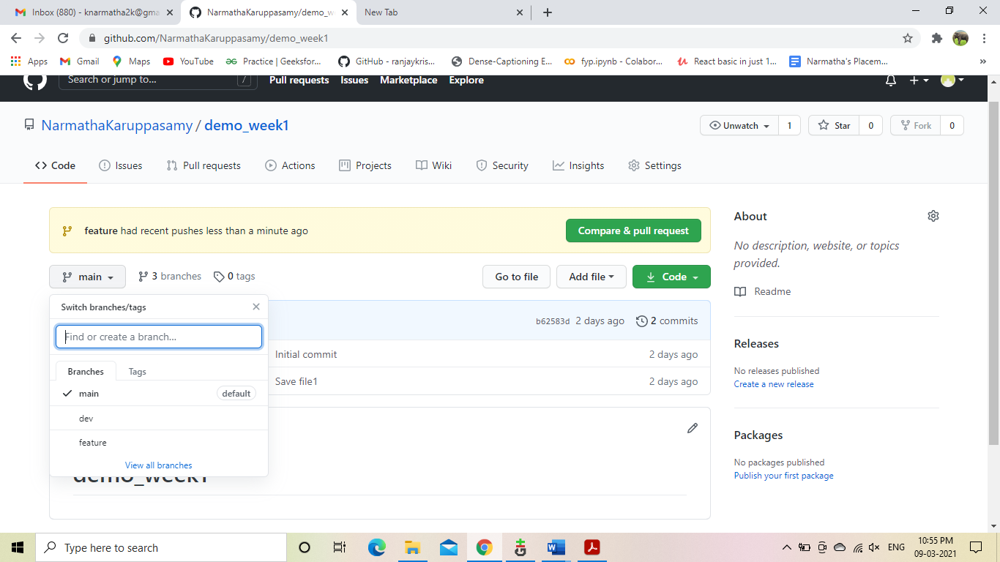 Inbox (880) - knarmatha2k@gma
NarmathaKaruppasamy/demo_w
New Tab
github.com/NarmathaKaruppasamy/demo_week1
Apps Gmail Maps YouTube Practice | Geeksfor... GitHub - ranjaykris... Dense-Captioning E... fyp.ipynb - Colabor... React basic in just 1... Narmatha's Placem... »
Search or jump to... / Pull requests Issues Marketplace Explore
NarmathaKaruppasamy / demo_week1
Unwatch 1 Star 0 Fork 0
Code Issues Pull requests Actions Projects Wiki Security Insights Settings
feature had recent pushes less than a minute ago
Compare & pull request
main 3 branches 0 tags
Go to file Add file Code
Switch branches/tags
Find or create a branch...
Branches Tags
main default
dev
feature
View all branches
b62583d 2 days ago 2 commits
Initial commit 2 days ago
Save file1 2 days ago
demo_week1
About
No description, website, or topics
provided.
Readme
Releases
No releases published
Create a new release
Packages
No packages published
Publish your first package
Type here to search
ENG
10:55 PM
09-03-2021